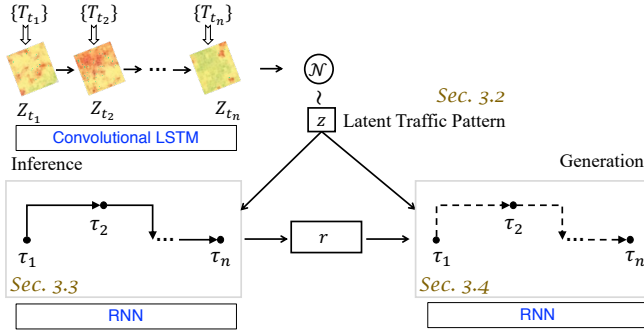 {T_{t_1}} {T_{t_2}} {T_{t_n}}
... 𝒩
Z_{t_1} Z_{t_2} Z_{t_n}
~
Sec. 3.2
z Latent Traffic Pattern
Convolutional LSTM
Inference
Generation
τ_1 τ_2 ... τ_n
r
τ_1 τ_2 ... τ_n
Sec. 3.3
Sec. 3.4
RNN
RNN